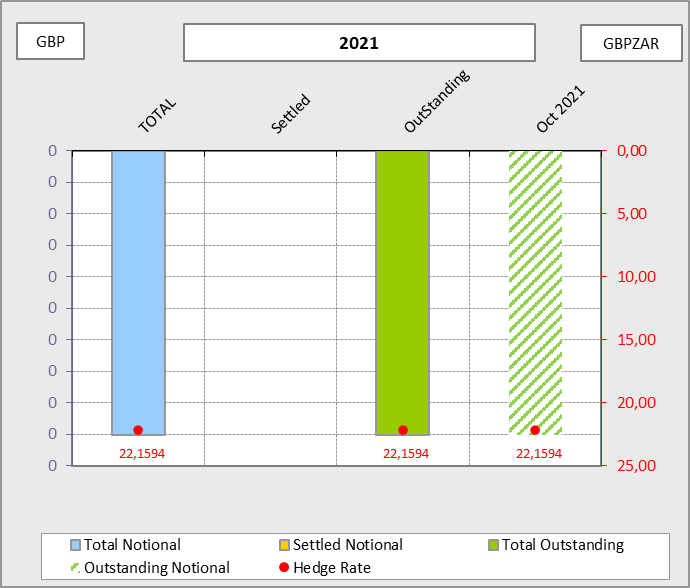 GBP
2021
GBPZAR
TOTAL
Settled
OutStanding
Oct 2021
0
0
0
0
0
0
0
0
0
0
0
0,00
5,00
10,00
15,00
20,00
25,00
22,1594
22,1594
22,1594
Total Notional
Settled Notional
Total Outstanding
Outstanding Notional
Hedge Rate